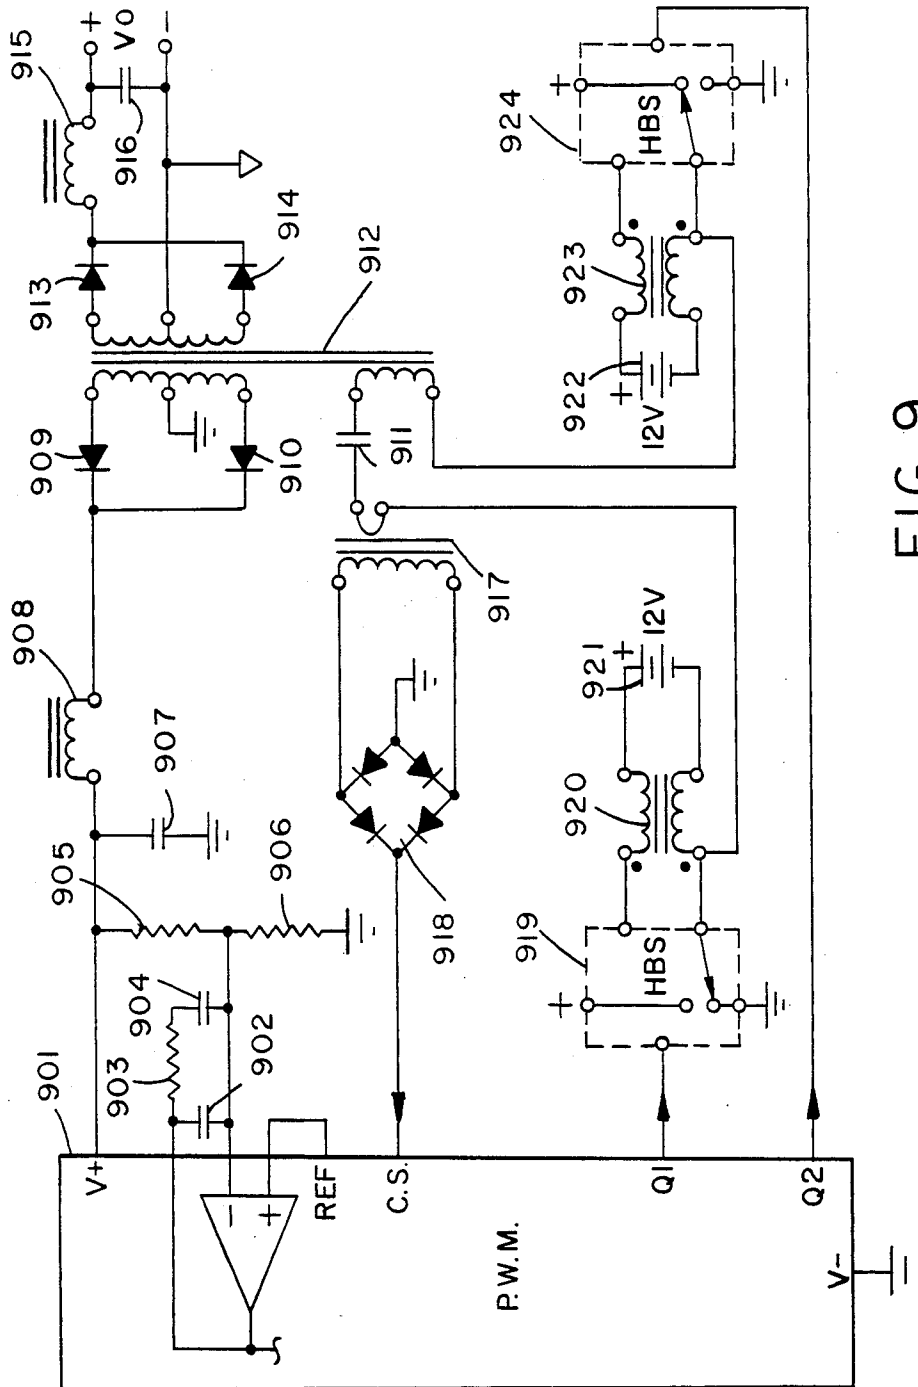 901
903
904
902
905
906
907
908
909
910
911
912
913
914
915
916
+
Vo
-
V+
-
+
REF
C.S.
P.W.M.
Q1
Q2
V-
917
918
919
+
HBS
920
921
+
12V
922
+
12V
923
924
+
HBS
FIG. 9